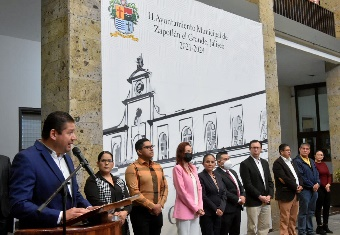 H Ayuntamiento Municipal de
Zapotlán el Grande, Jalisco
2021-2024